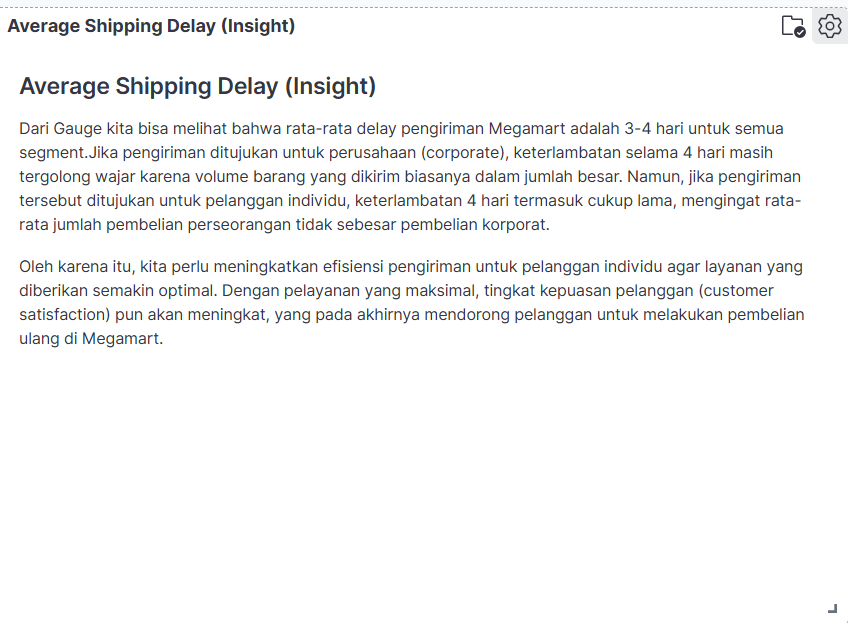 Average Shipping Delay (Insight)
Average Shipping Delay (Insight)
Dari Gauge kita bisa melihat bahwa rata-rata delay pengiriman Megamart adalah 3-4 hari untuk semua
segment.Jika pengiriman ditujukan untuk perusahaan (corporate), keterlambatan selama 4 hari masih
tergolong wajar karena volume barang yang dikirim biasanya dalam jumlah besar. Namun, jika pengiriman
tersebut ditujukan untuk pelanggan individu, keterlambatan 4 hari termasuk cukup lama, mengingat rata-
rata jumlah pembelian perseorangan tidak sebesar pembelian korporat.
Oleh karena itu, kita perlu meningkatkan efisiensi pengiriman untuk pelanggan individu agar layanan yang
diberikan semakin optimal. Dengan pelayanan yang maksimal, tingkat kepuasan pelanggan (customer
satisfaction) pun akan meningkat, yang pada akhirnya mendorong pelanggan untuk melakukan pembelian
ulang di Megamart.